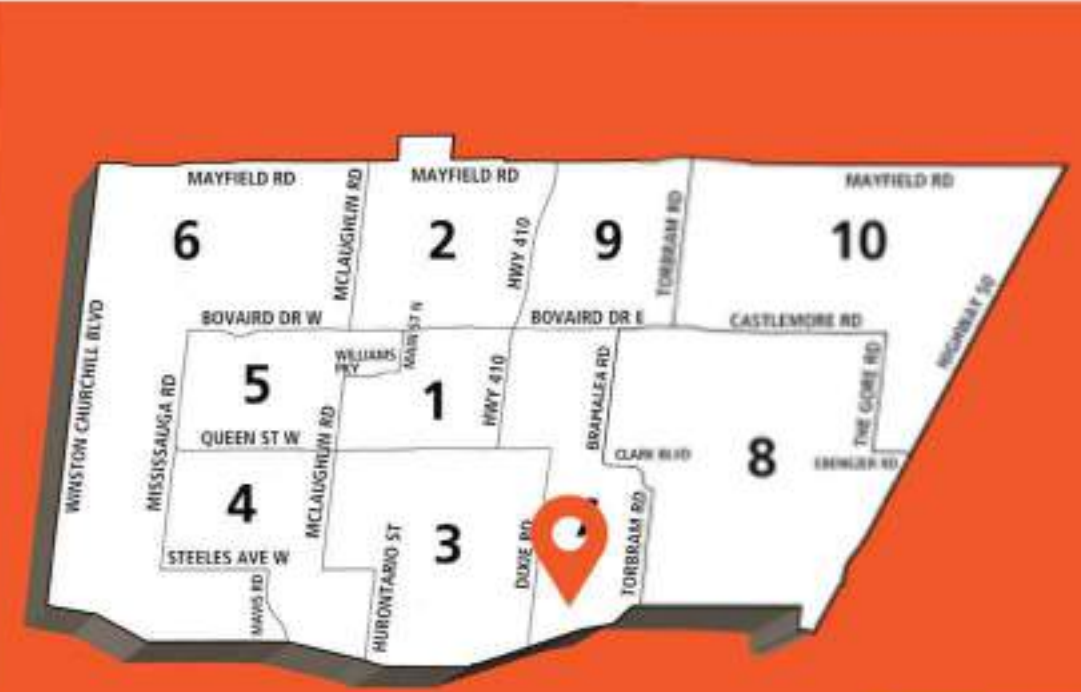 MAYFIELD RD
MAYFIELD RD
MAYFIELD RD
6
MCLAUGHLIN RD
2
HWY 410
9
TORBRAM RD
10
WINSTON CHURCHILL BLVD
BOVAIRD DR W
MAIN ST N
BOVAIRD DR E
CASTLEMORE RD
HIGHWAY 50
MISSISSAUGA RD
5
WILLIAMS
PKY
1
HWY 410
BRAMALEA RD
THE GORE RD
QUEEN ST W
MCLAUGHLIN RD
CLARK BLVD
8
EBENEZER RD
4
3
DIXIE RD
TORBRAM RD
STEELES AVE W
MAVIS RD
HURONTARIO ST